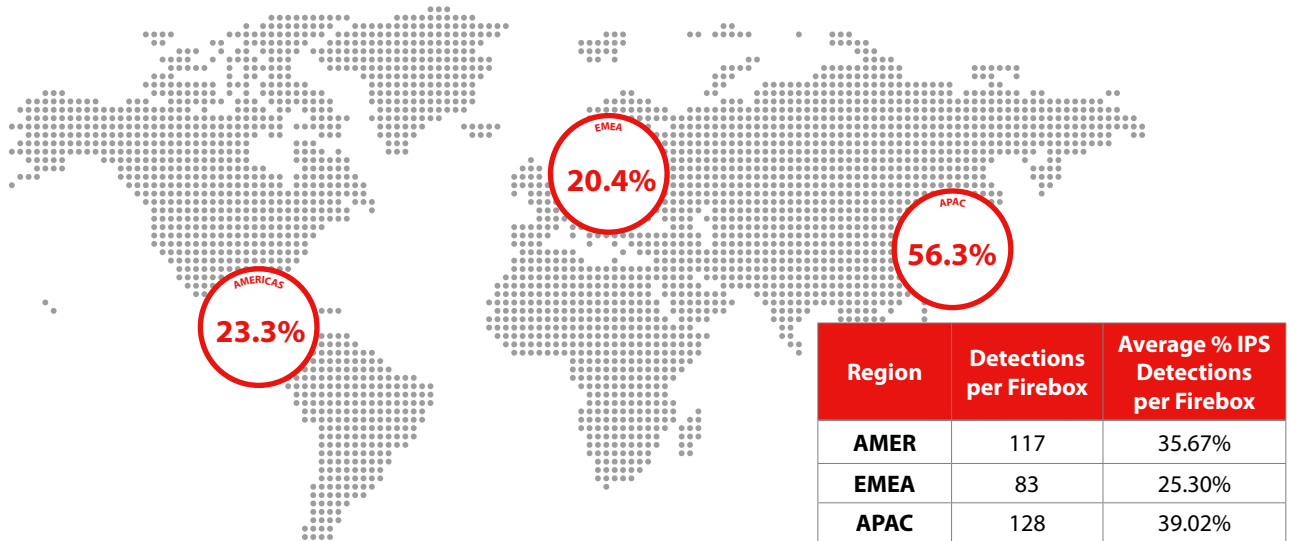 EMEA
20.4%
APAC
56.3%
AMERICAS
23.3%
Region
Detections
per Firebox
Average % IPS
Detections
per Firebox
AMER 117 35.67%
EMEA 83 25.30%
APAC 128 39.02%